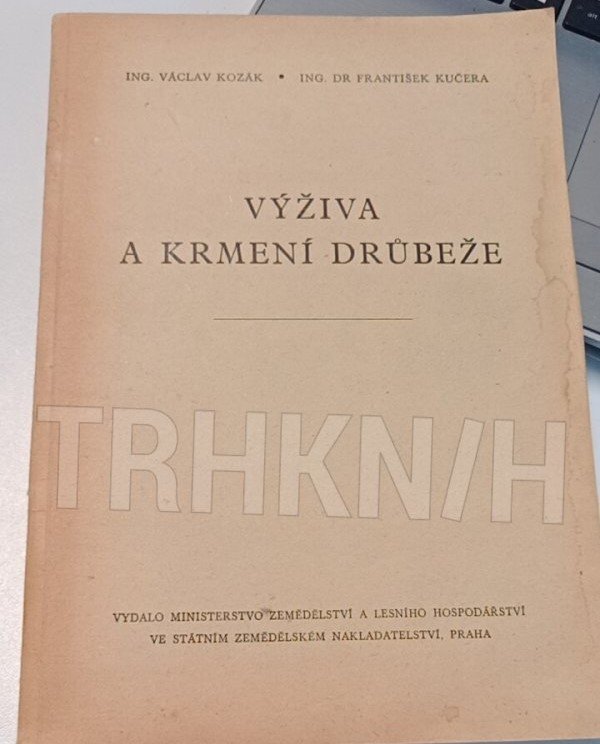 ING. VÁCLAV KOZÁK • ING. DR FRANTIŠEK KUČERA
VÝŽIVA
A KRMENÍ DRŮBEŽE
TRHKN/H
VYDALO MINISTERSTVO ZEMĚDĚLSTVÍ A LESNÍHO HOSPODÁŘSTVÍ
VE STÁTNÍM ZEMĚDĚLSKÉM NAKLADATELSTVÍ, PRAHA